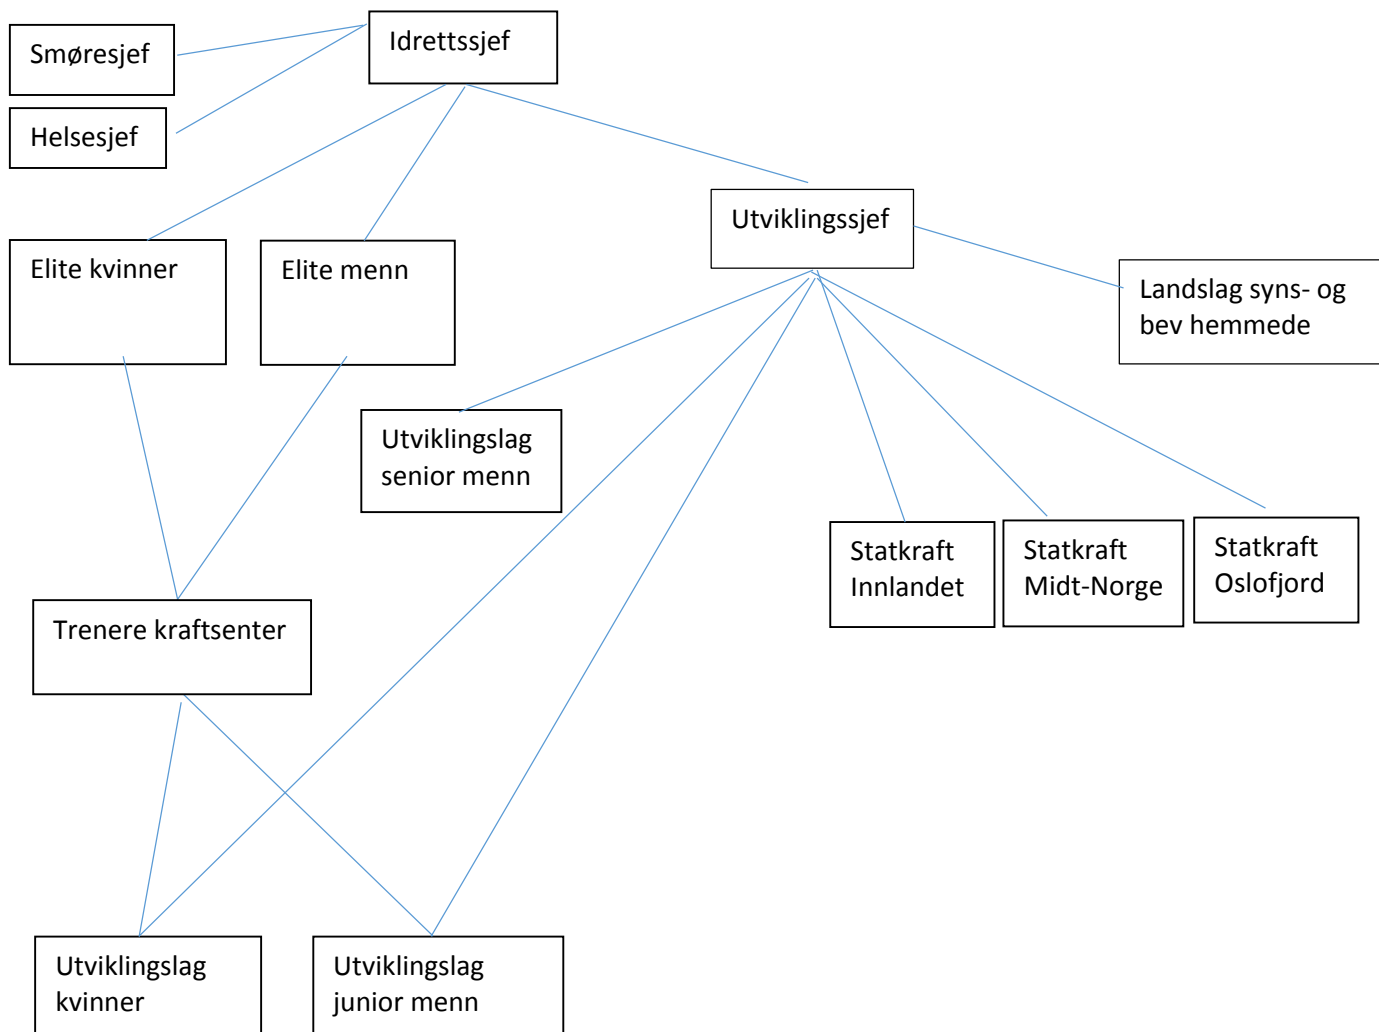 Smøresjef
Idrettssjef
Helsesjef
Utviklingssjef
Elite kvinner
Elite menn
Landslag syns- og
bev hemmede
Utviklingslag
senior menn
Statkraft
Innlandet
Statkraft
Midt-Norge
Statkraft
Oslofjord
Trenere kraftsenter
Utviklingslag
kvinner
Utviklingslag
junior menn